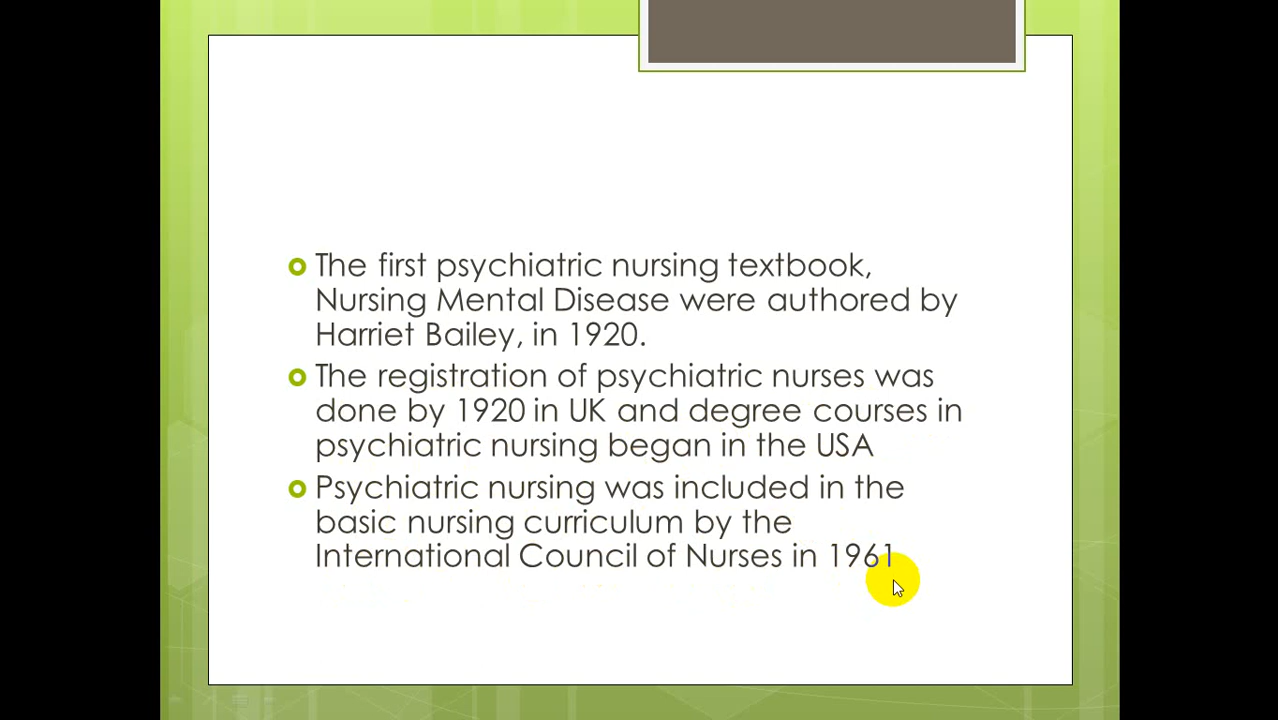 The first psychiatric nursing textbook,
Nursing Mental Disease were authored by
Harriet Bailey, in 1920.
The registration of psychiatric nurses was
done by 1920 in UK and degree courses in
psychiatric nursing began in the USA
Psychiatric nursing was included in the
basic nursing curriculum by the
International Council of Nurses in 1961